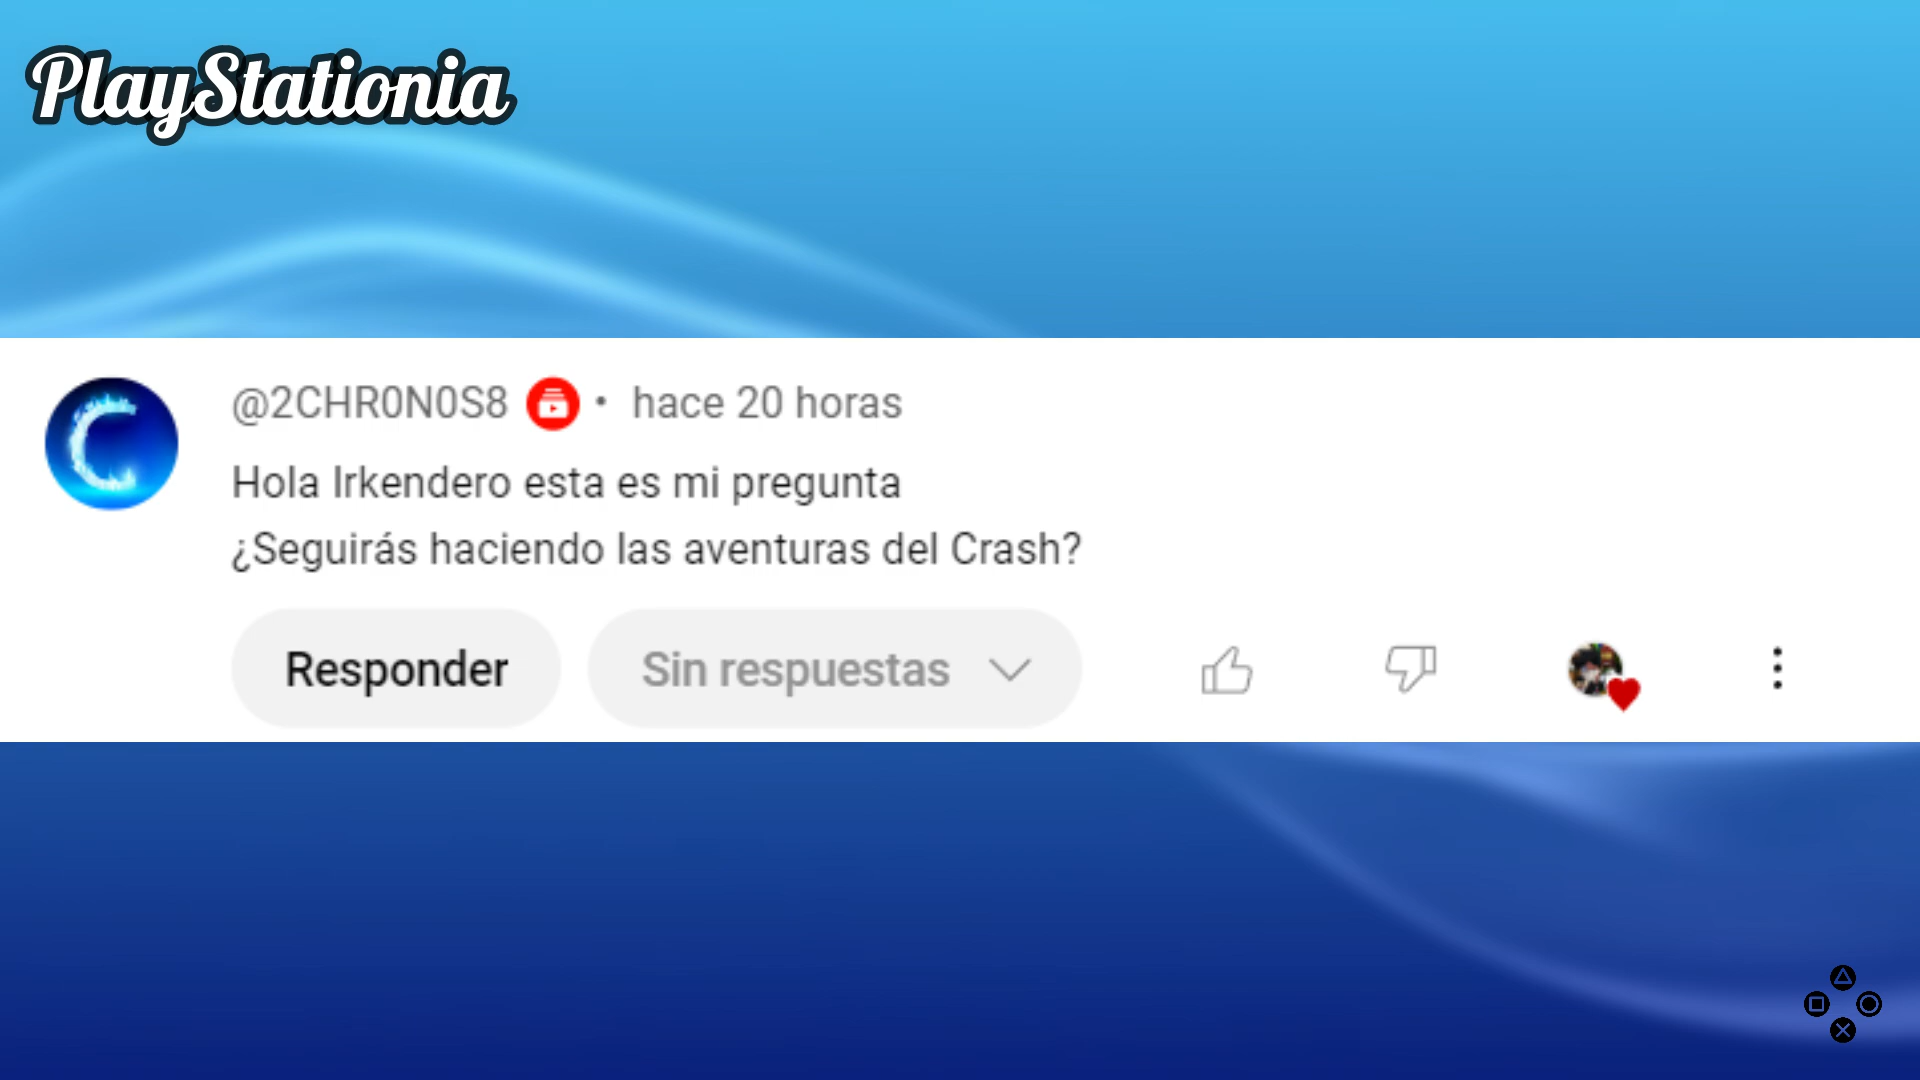 PlayStationia
@2CHR0N0S8 • hace 20 horas
Hola Irkendero esta es mi pregunta
¿Seguirás haciendo las aventuras del Crash?
Responder Sin respuestas